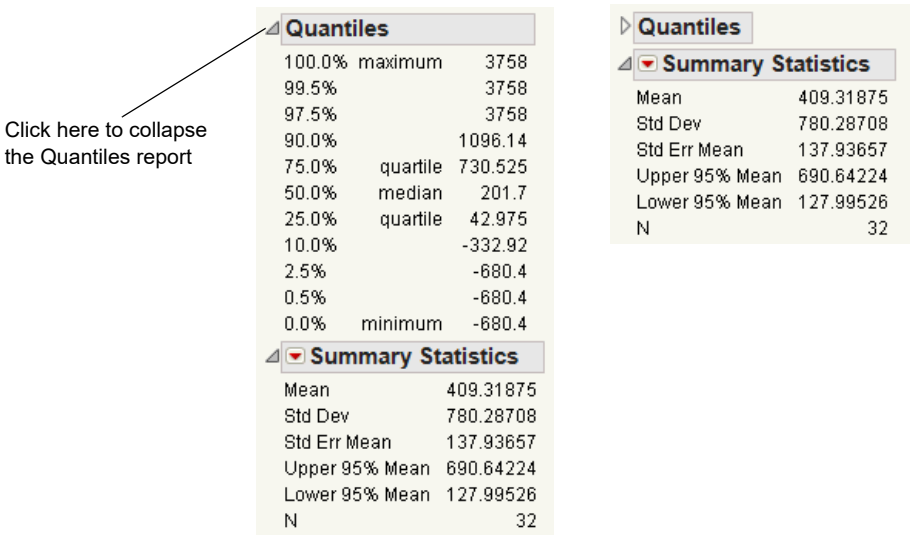 Click here to collapse
the Quantiles report
Quantiles
100.0% maximum 3758
99.5% 3758
97.5% 3758
90.0% 1096.14
75.0% quartile 730.525
50.0% median 201.7
25.0% quartile 42.975
10.0% -332.92
2.5% -680.4
0.5% -680.4
0.0% minimum -680.4
Summary Statistics
Mean 409.31875
Std Dev 780.28708
Std Err Mean 137.93657
Upper 95% Mean 690.64224
Lower 95% Mean 127.99526
N 32
Quantiles
Summary Statistics
Mean 409.31875
Std Dev 780.28708
Std Err Mean 137.93657
Upper 95% Mean 690.64224
Lower 95% Mean 127.99526
N 32